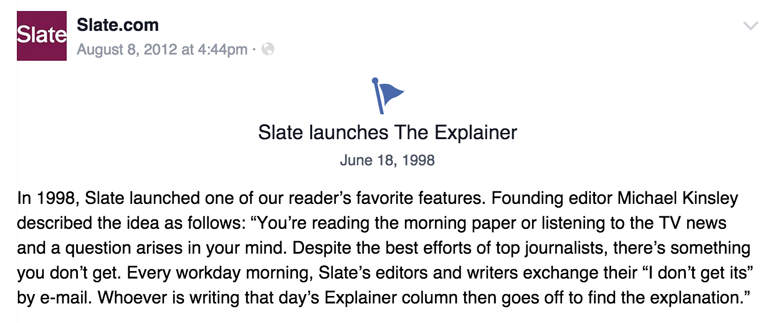 Slate
Slate.com
August 8, 2012 at 4:44pm ·
Slate launches The Explainer
June 18, 1998
In 1998, Slate launched one of our reader’s favorite features. Founding editor Michael Kinsley
described the idea as follows: “You’re reading the morning paper or listening to the TV news
and a question arises in your mind. Despite the best efforts of top journalists, there’s something
you don’t get. Every workday morning, Slate’s editors and writers exchange their “I don’t get its”
by e-mail. Whoever is writing that day’s Explainer column then goes off to find the explanation.”